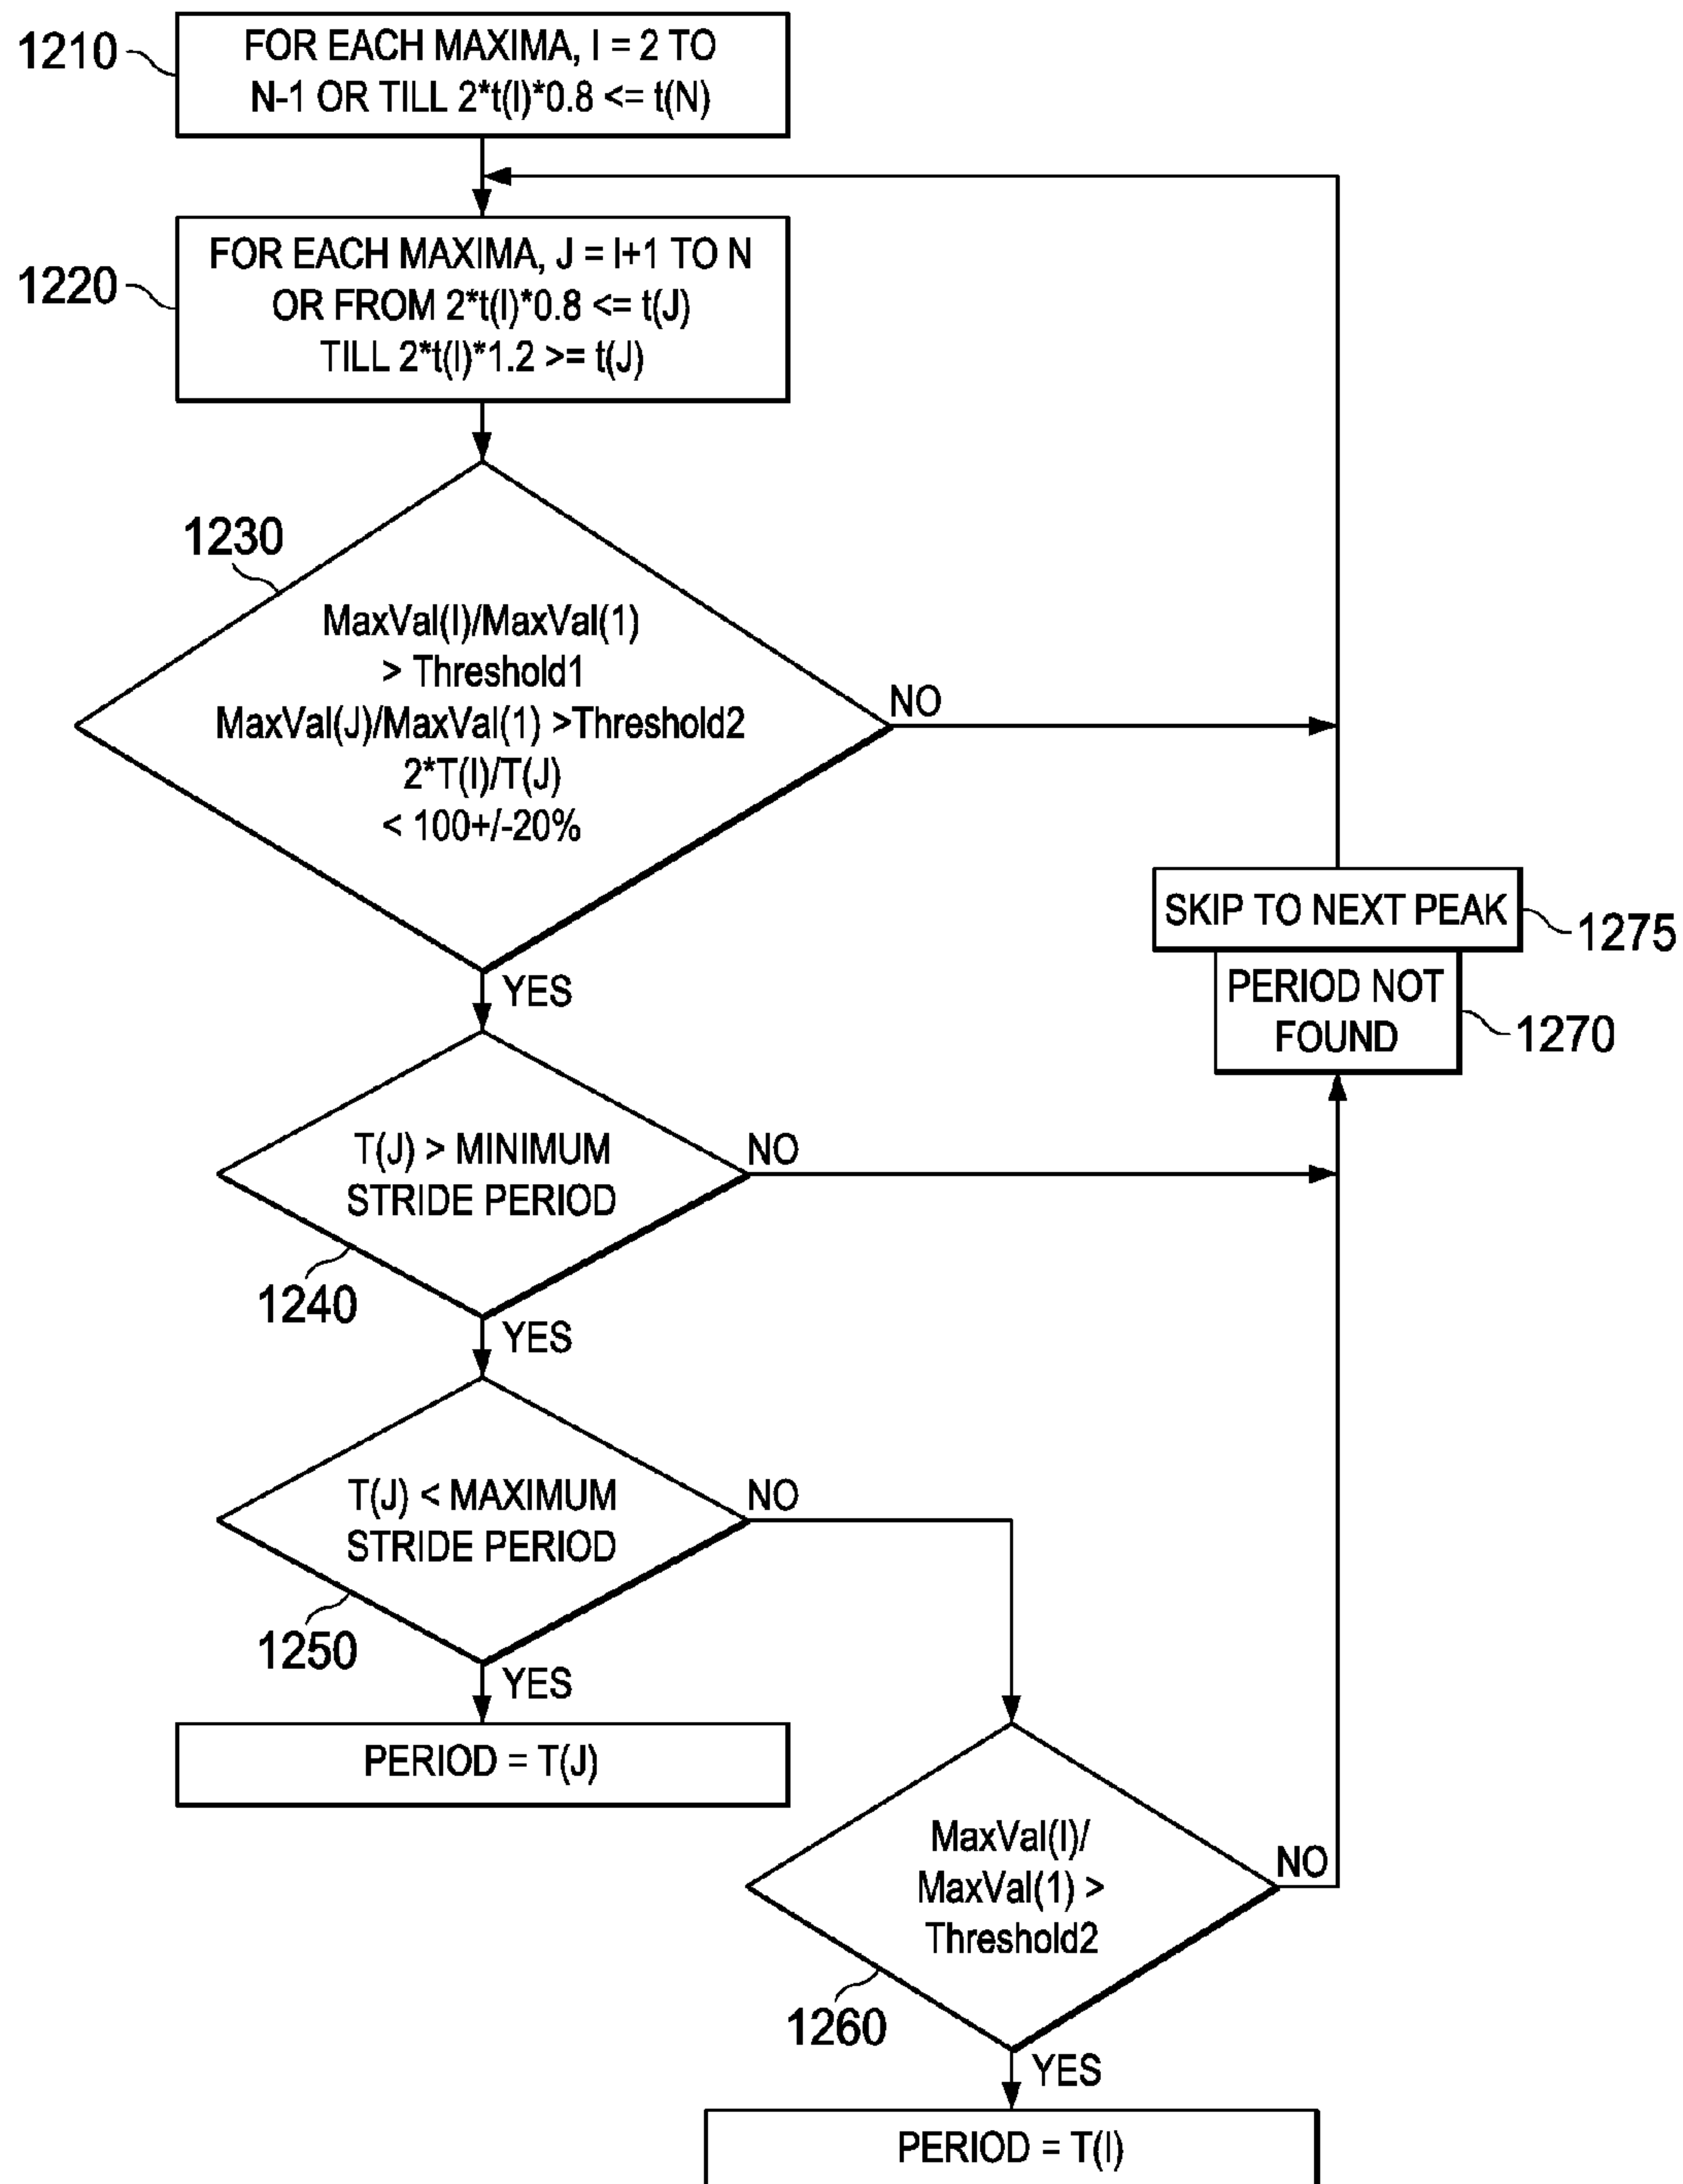 1210
FOR EACH MAXIMA, I = 2 TO
N-1 OR TILL 2*t(I)*0.8 <= t(N)
1220
FOR EACH MAXIMA, J = I+1 TO N
OR FROM 2*t(I)*0.8 <= t(J)
TILL 2*t(I)*1.2 >= t(J)
1230
MaxVal(I)/MaxVal(1)
> Threshold1
MaxVal(J)/MaxVal(1) >Threshold2
2*T(I)/T(J)
< 100+/-20%
NO
YES
SKIP TO NEXT PEAK
1275
PERIOD NOT
FOUND
1270
T(J) > MINIMUM
STRIDE PERIOD
NO
1240
YES
T(J) < MAXIMUM
STRIDE PERIOD
NO
1250
YES
PERIOD = T(J)
MaxVal(I)/
MaxVal(1) >
Threshold2
NO
1260
YES
PERIOD = T(I)